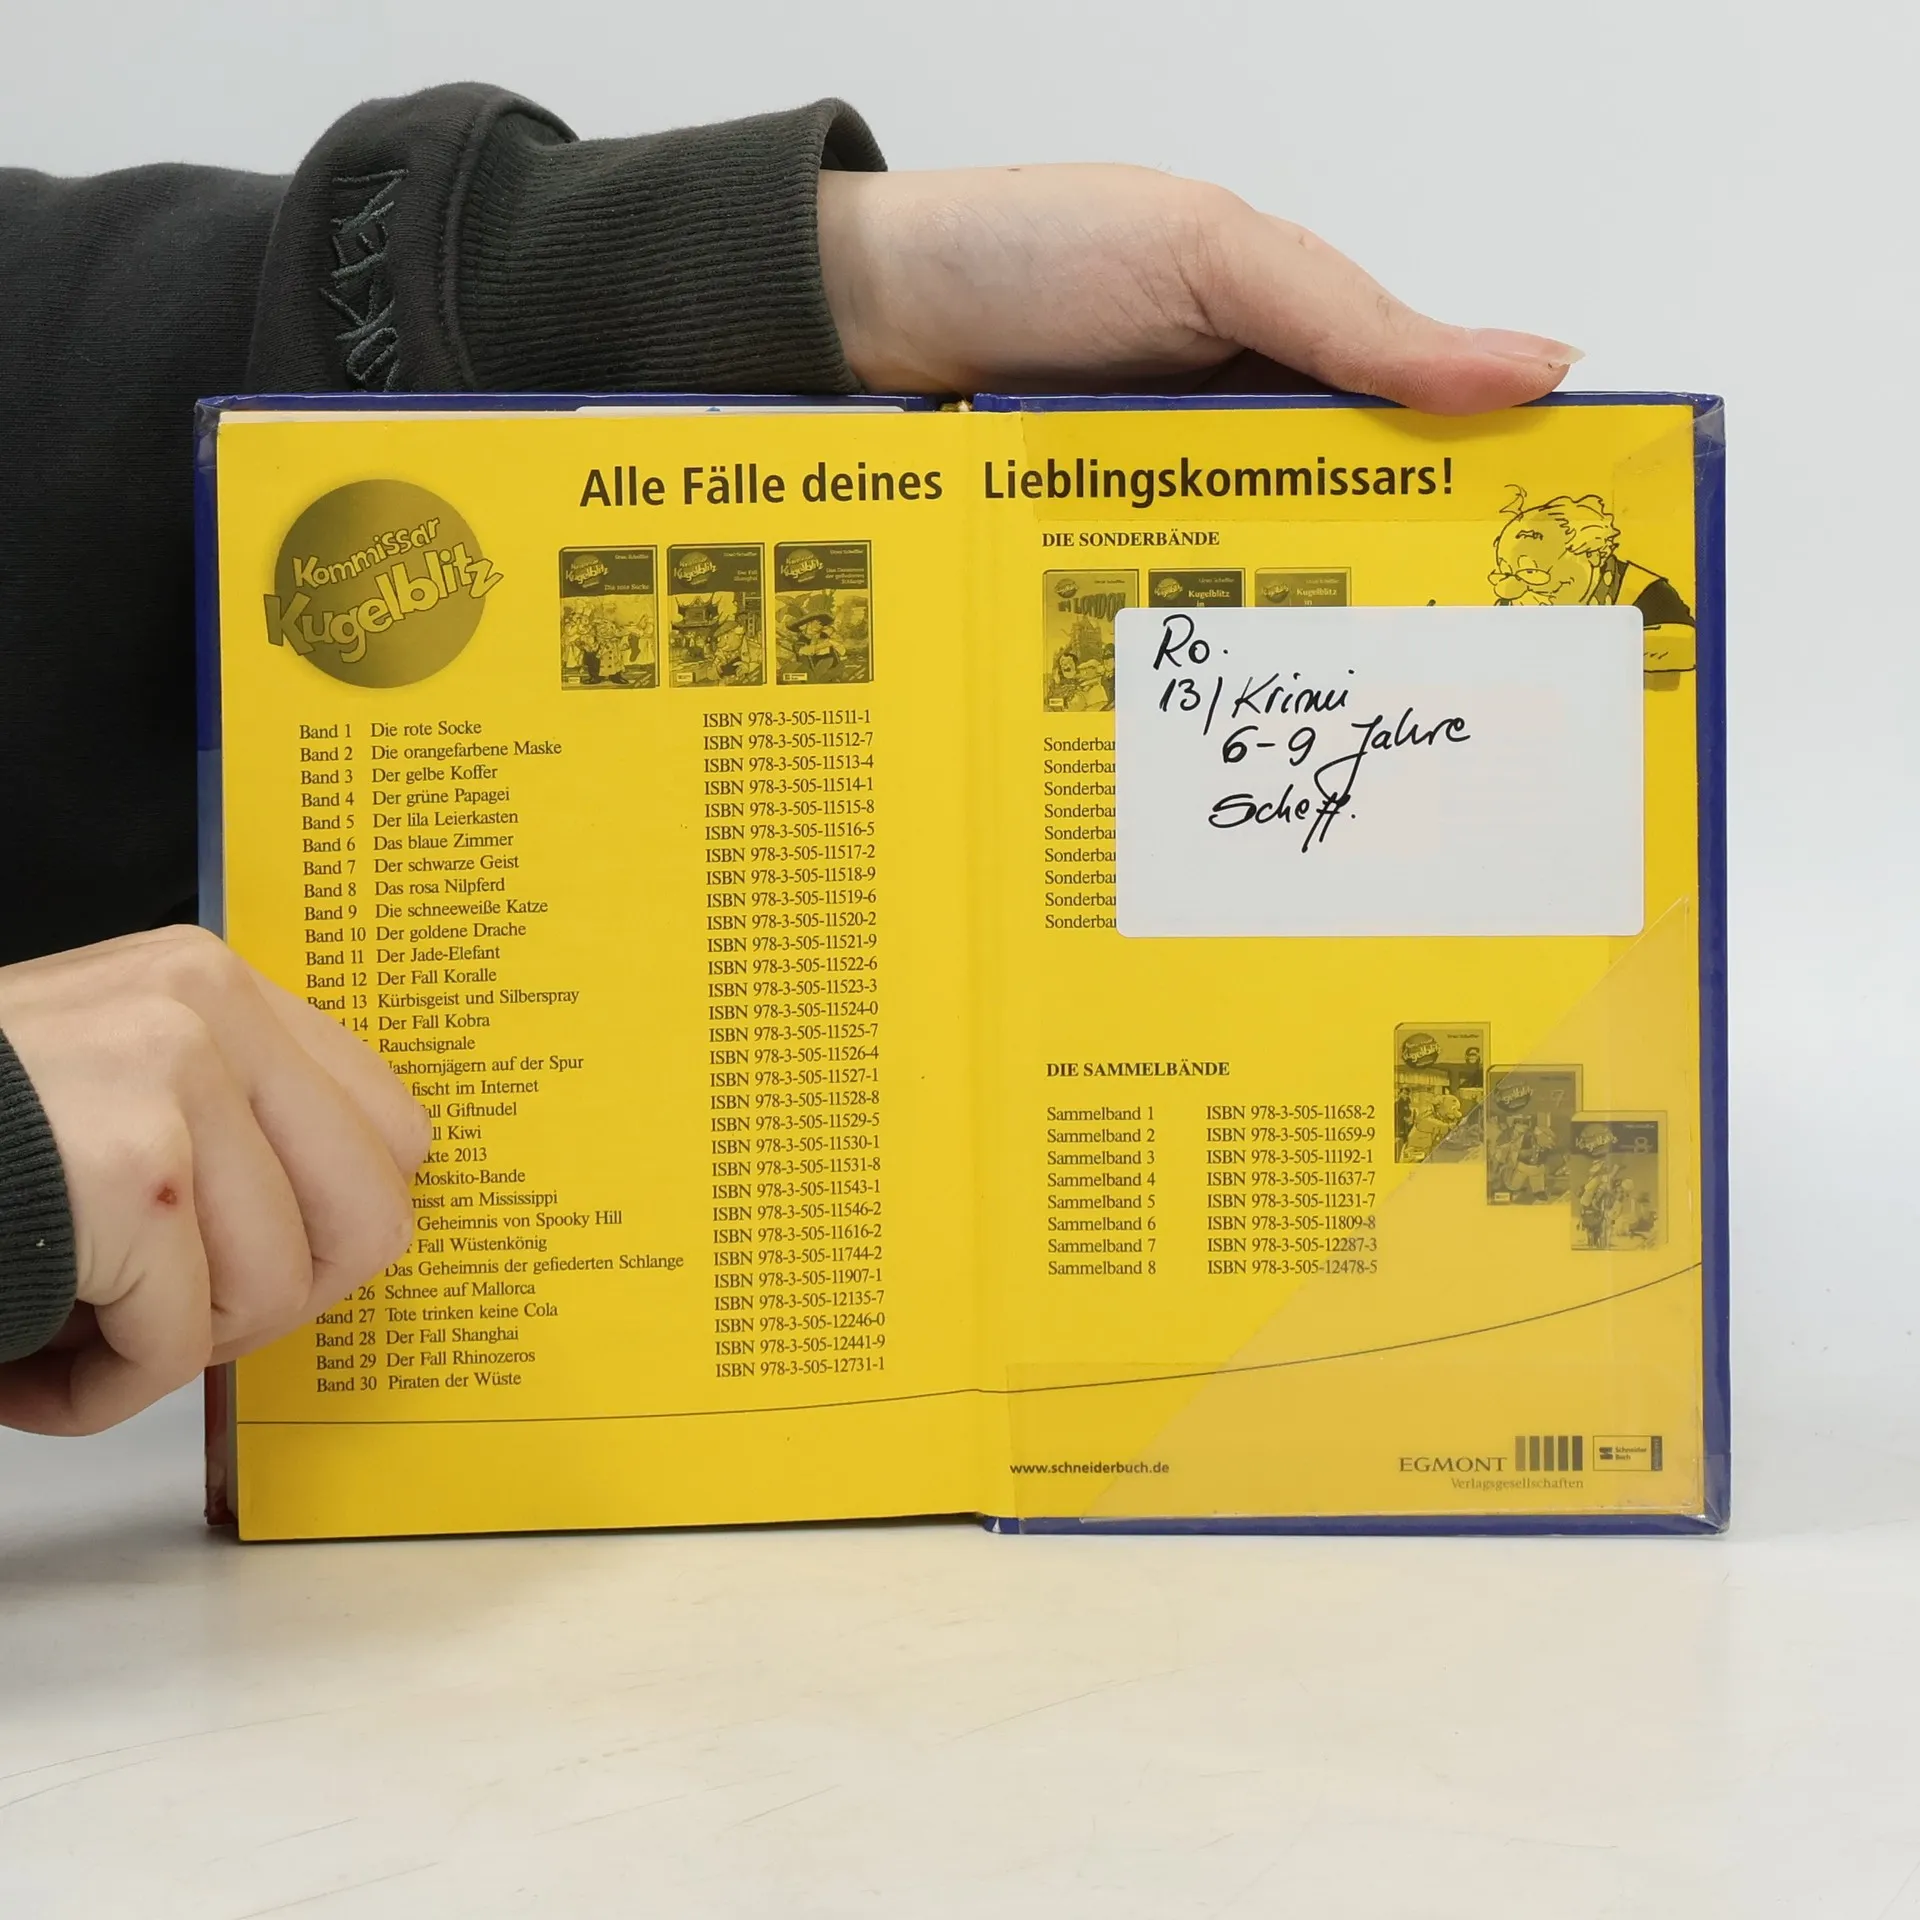 Alle Fälle deines Lieblingskommissars!
Kommissar
Kugelblitz
Band 1 Die rote Socke ISBN 978-3-505-11511-1
Band 2 Die orangefarbene Maske ISBN 978-3-505-11512-7
Band 3 Der gelbe Koffer ISBN 978-3-505-11513-4
Band 4 Der grüne Papagei ISBN 978-3-505-11514-1
Band 5 Der lila Leierkasten ISBN 978-3-505-11515-8
Band 6 Das blaue Zimmer ISBN 978-3-505-11516-5
Band 7 Der schwarze Geist ISBN 978-3-505-11517-2
Band 8 Das rosa Nilpferd ISBN 978-3-505-11518-9
Band 9 Die schneeweiße Katze ISBN 978-3-505-11519-6
Band 10 Der goldene Drache ISBN 978-3-505-11520-2
Band 11 Der Jade-Elefant ISBN 978-3-505-11521-9
Band 12 Der Fall Koralle ISBN 978-3-505-11522-6
Band 13 Kürbisgeist und Silberspray ISBN 978-3-505-11523-3
14 Der Fall Kobra ISBN 978-3-505-11524-0
Rauchsignale ISBN 978-3-505-11525-7
ashornjägern auf der Spur ISBN 978-3-505-11526-4
fischt im Internet ISBN 978-3-505-11527-1
all Giftnudel ISBN 978-3-505-11528-8
ll Kiwi ISBN 978-3-505-11529-5
kte 2013 ISBN 978-3-505-11530-1
Moskito-Bande ISBN 978-3-505-11531-8
misst am Mississippi ISBN 978-3-505-11543-1
Geheimnis von Spooky Hill ISBN 978-3-505-11546-2
Fall Wüstenkönig ISBN 978-3-505-11616-2
Das Geheimnis der gefiederten Schlange ISBN 978-3-505-11744-2
26 Schnee auf Mallorca ISBN 978-3-505-11907-1
Band 27 Tote trinken keine Cola ISBN 978-3-505-12135-7
Band 28 Der Fall Shanghai ISBN 978-3-505-12246-0
Band 29 Der Fall Rhinozeros ISBN 978-3-505-12441-9
Band 30 Piraten der Wüste ISBN 978-3-505-12731-1
DIE SONDERBÄNDE
Ro.
13/ Krimi
6-9 Jahre
Scheff.
Sonderba
Sonderba
Sonderba
Sonderba
Sonderba
Sonderba
Sonderba
Sonderba
Sonderba
DIE SAMMELBÄNDE
Sammelband 1 ISBN 978-3-505-11658-2
Sammelband 2 ISBN 978-3-505-11659-9
Sammelband 3 ISBN 978-3-505-11192-1
Sammelband 4 ISBN 978-3-505-11637-7
Sammelband 5 ISBN 978-3-505-11231-7
Sammelband 6 ISBN 978-3-505-11809-8
Sammelband 7 ISBN 978-3-505-12287-3
Sammelband 8 ISBN 978-3-505-12478-5
www.schneiderbuch.de
EGMONT
Verlagsgesellschaften
Schneider
Buch